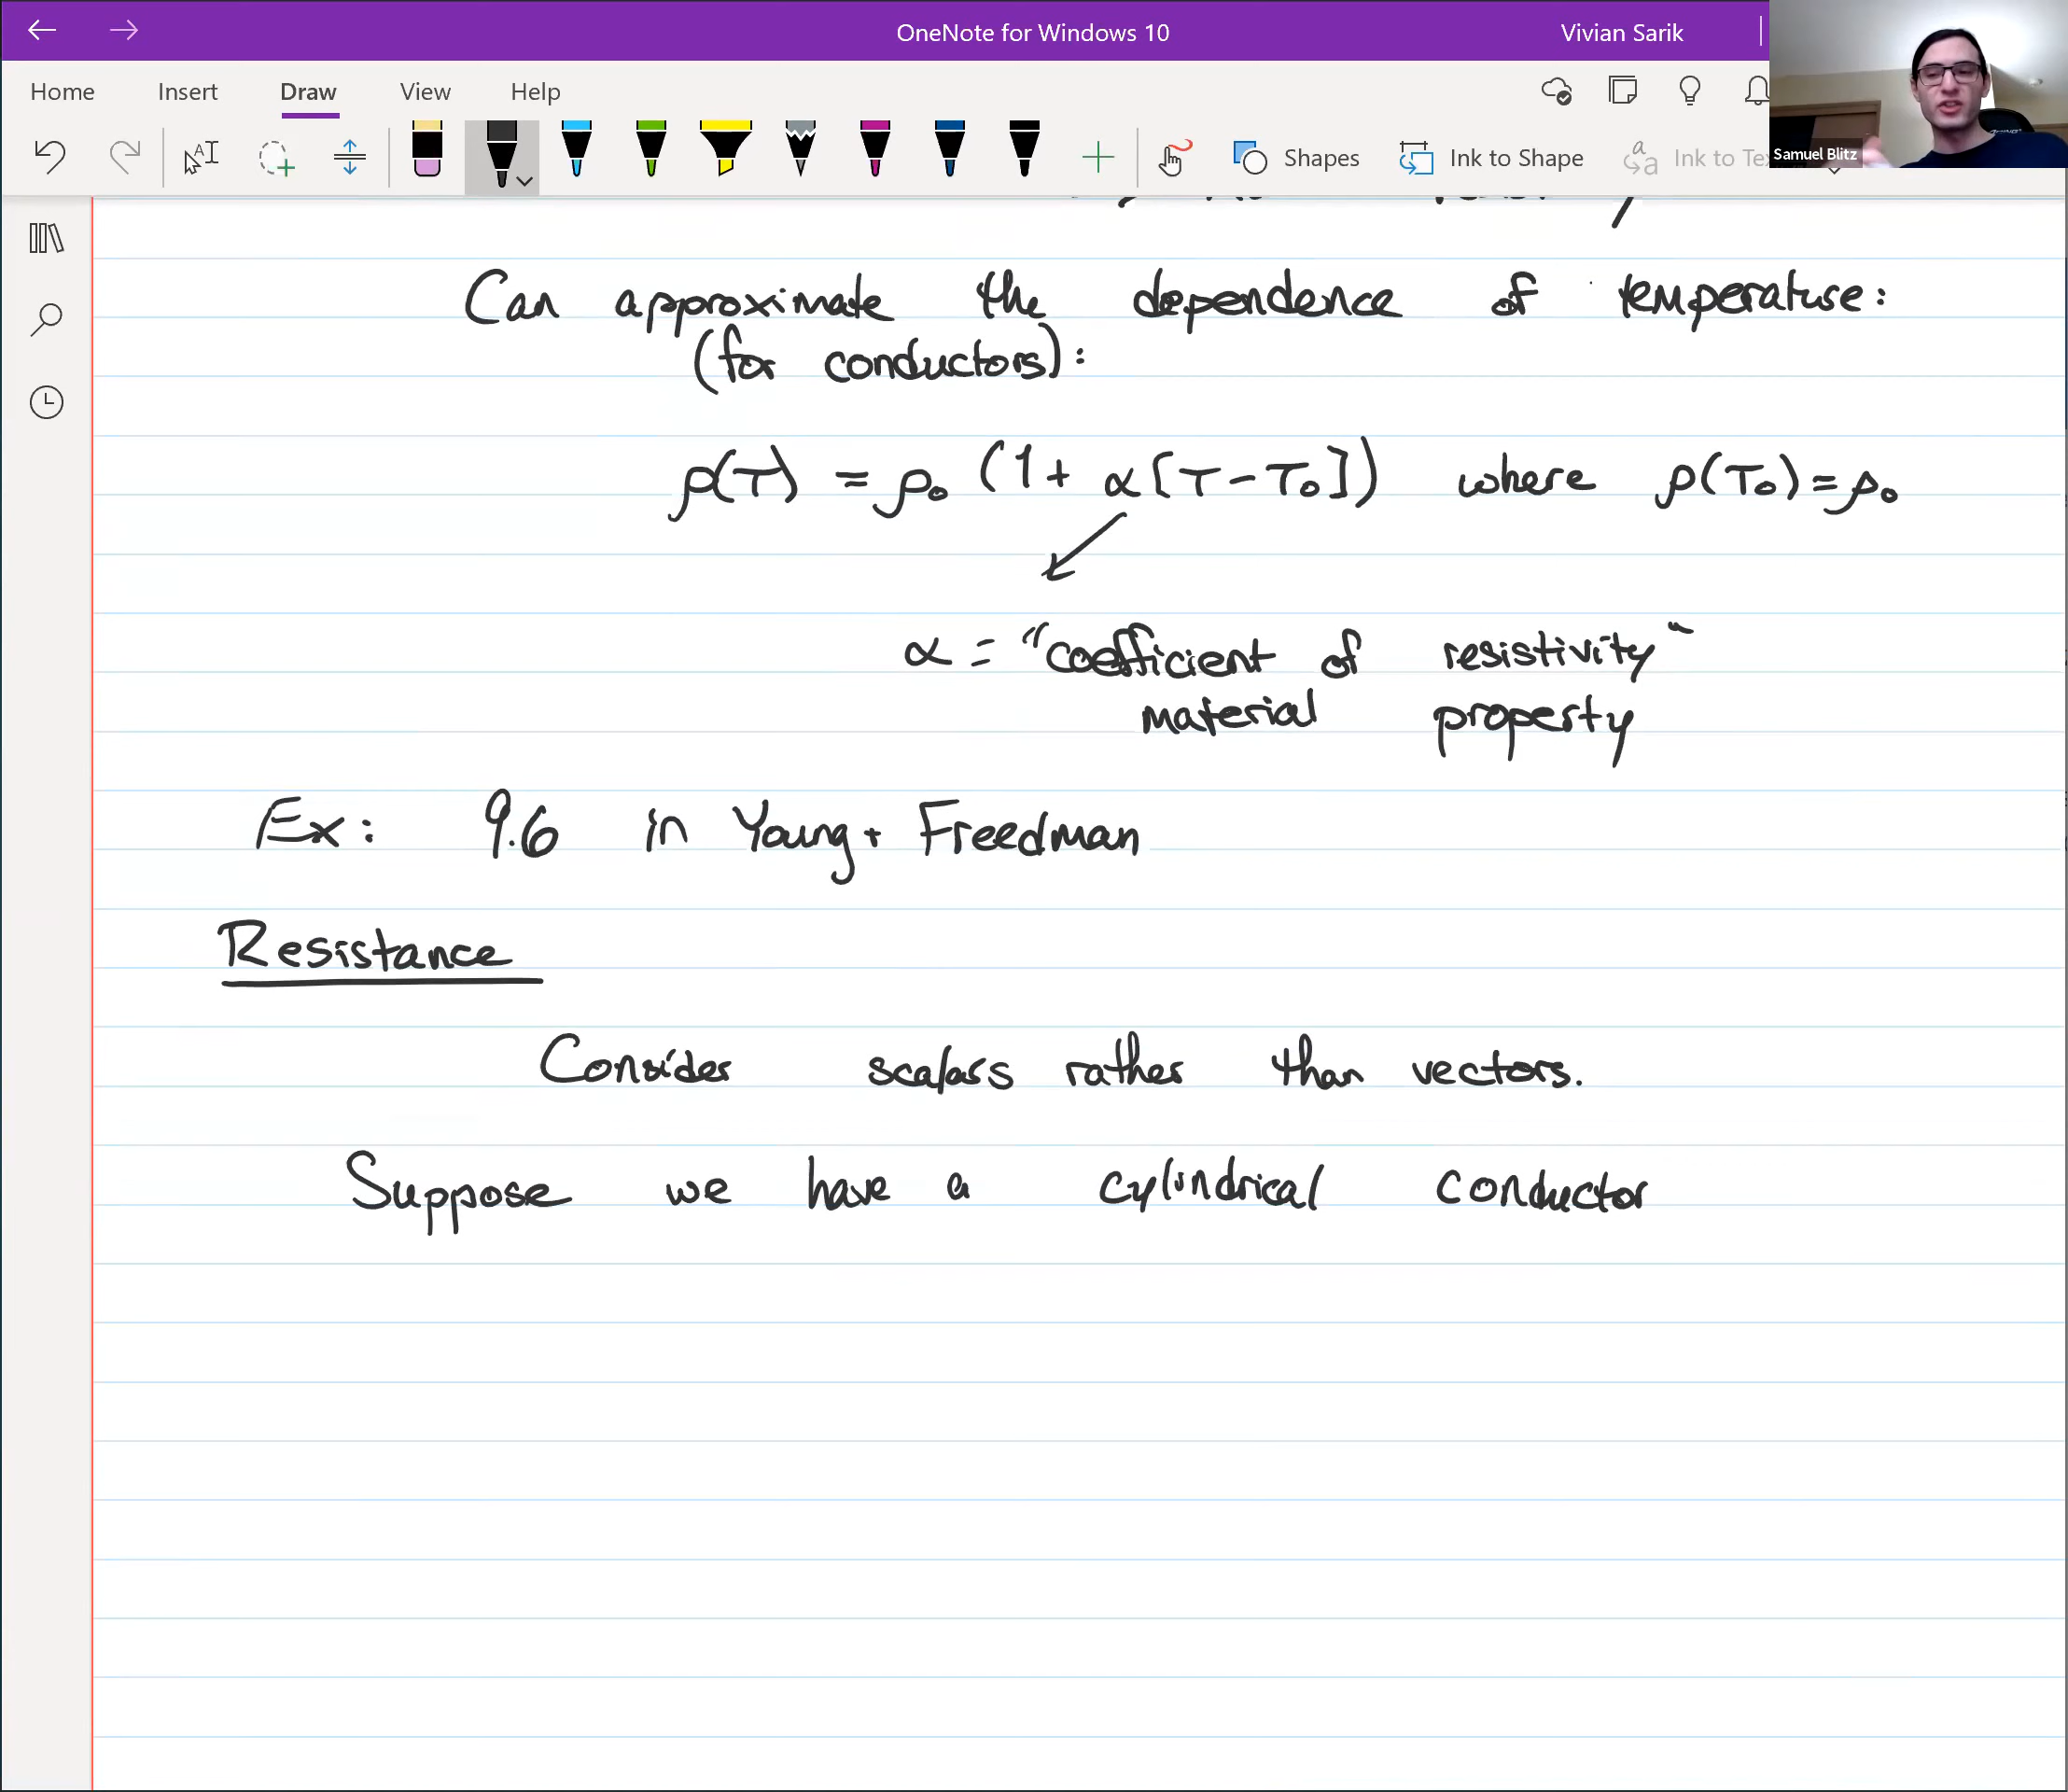 OneNote for Windows 10
Vivian Sarik
Home Insert Draw View Help
Shapes Ink to Shape Ink to
Samuel Blitz
Can approximate the dependence of temperature:
(for conductors):
ρ(T) = ρ₀ (1 + α[T - T₀]) where ρ(T₀) = ρ₀
α = "coefficient of resistivity"
material property
Ex: 9.6 in Young + Freedman
Resistance
Consider scalars rather than vectors.
Suppose we have a cylindrical conductor